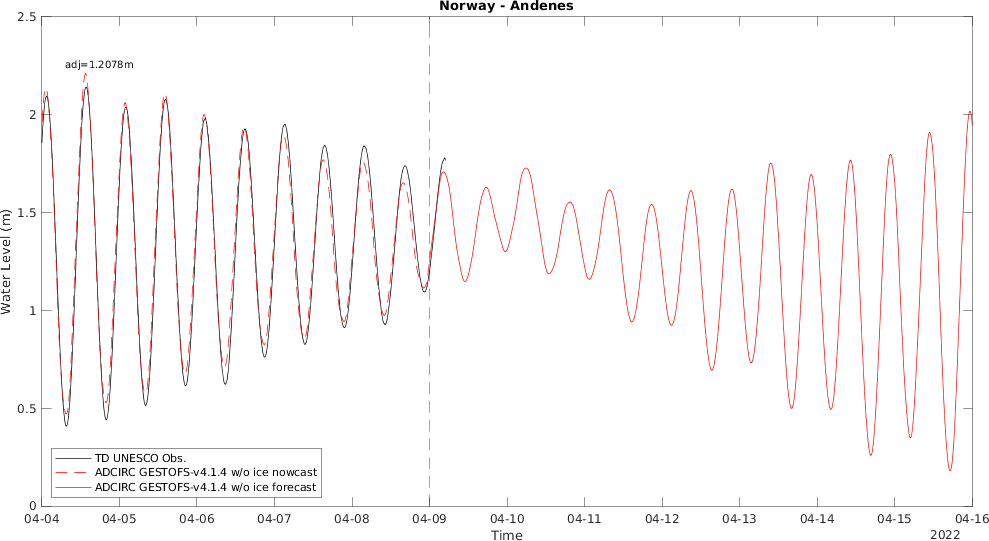 Norway - Andenes
2.5
adj=1.2078m
2
1.5
Water Level (m)
1
0.5
TD UNESCO Obs.
ADCIRC GESTOFS-v4.1.4 w/o ice nowcast
ADCIRC GESTOFS-v4.1.4 w/o ice forecast
0
04-04 04-05 04-06 04-07 04-08 04-09 04-10 04-11 04-12 04-13 04-14 04-15 04-16
Time
2022